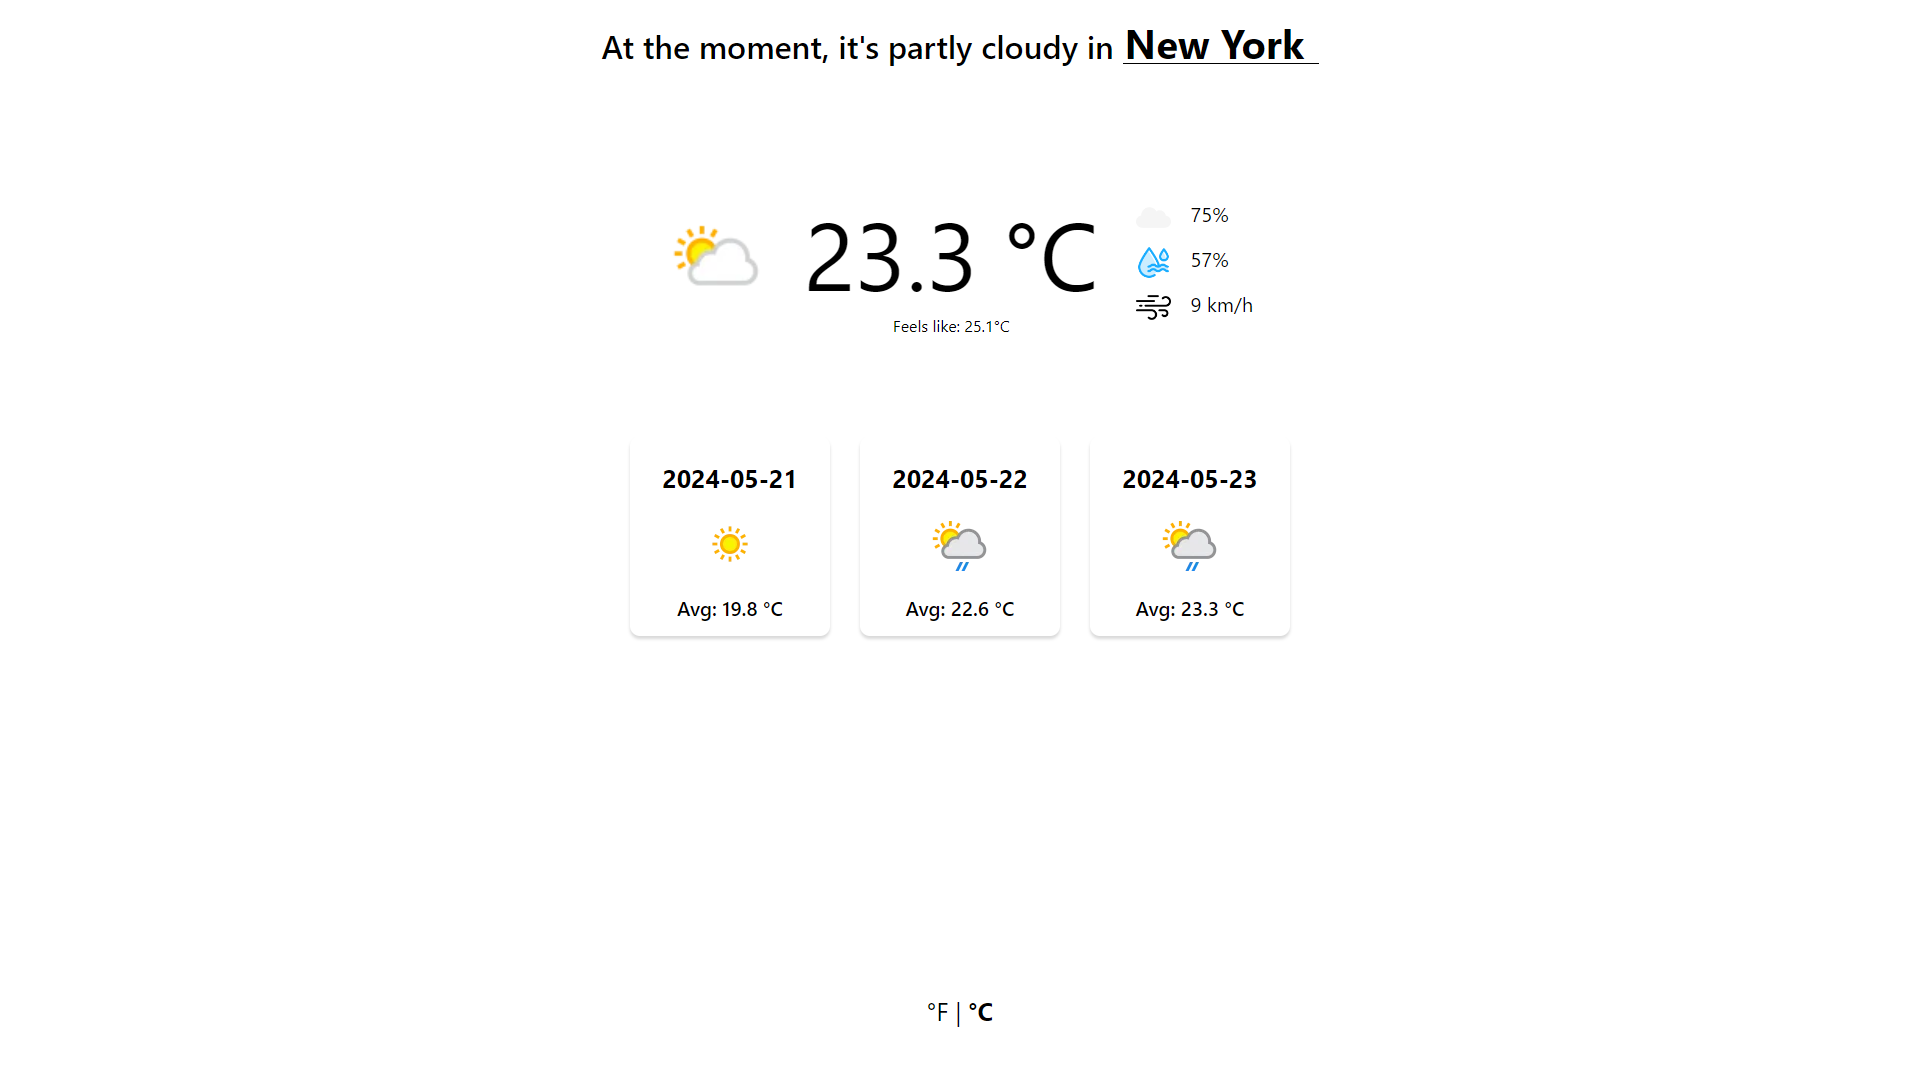 At the moment, it's partly cloudy in New York
23.3 °C
Feels like: 25.1°C
75%
57%
9 km/h
2024-05-21
Avg: 19.8 °C
2024-05-22
Avg: 22.6 °C
2024-05-23
Avg: 23.3 °C
°F | °C